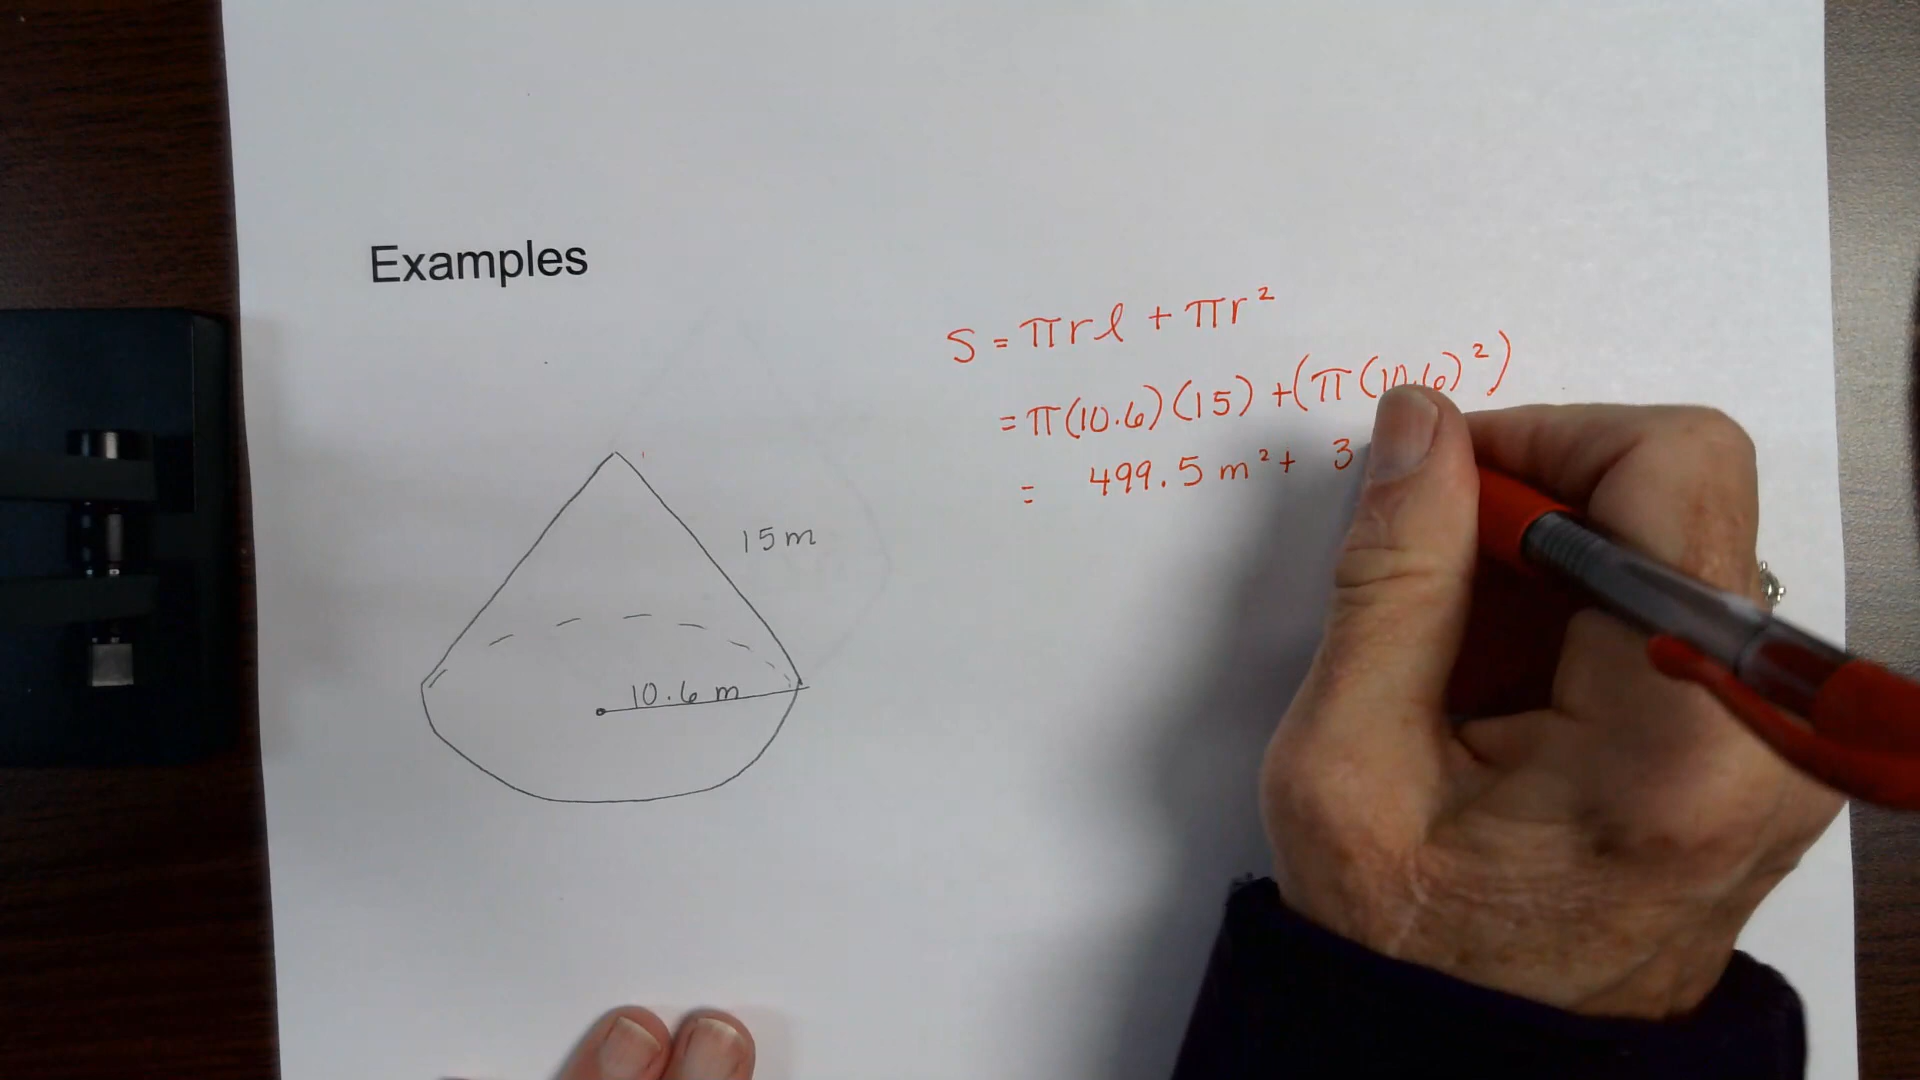 Examples
S = πrl + πr²
= π(10.6)(15) + (π(10.6)²)
= 499.5 m² + 3
15 m
10.6 m